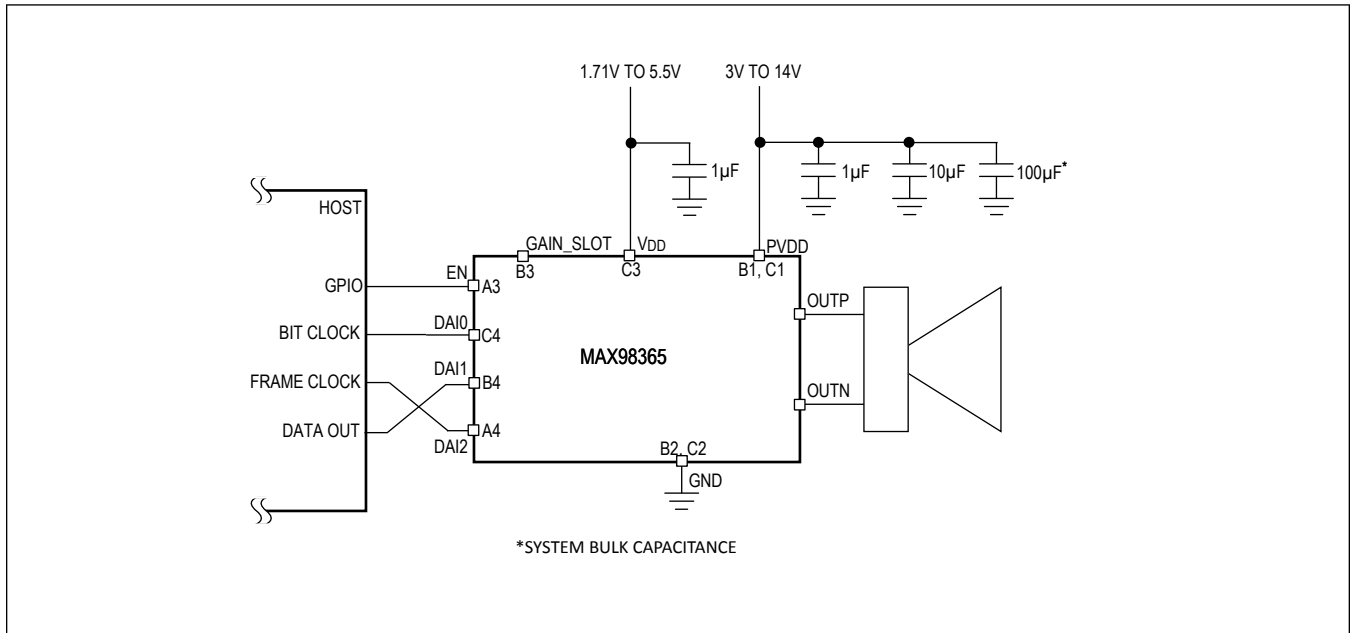 1.71V TO 5.5V
3V TO 14V
1µF
1µF
10µF
100µF*
HOST
GPIO
BIT CLOCK
FRAME CLOCK
DATA OUT
EN
A3
DAI0
C4
DAI1
B4
DAI2
A4
GAIN_SLOT
B3
VDD
C3
PVDD
B1, C1
MAX98365
OUTP
OUTN
B2, C2
GND
*SYSTEM BULK CAPACITANCE